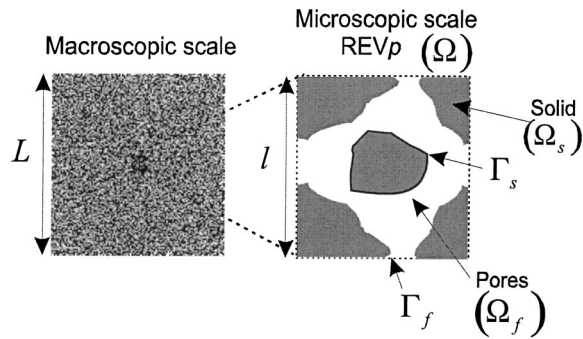 Macroscopic scale
L
Microscopic scale
REVp (Ω)
l
Solid
(Ωs)
Γs
Pores
(Ωf)
Γf